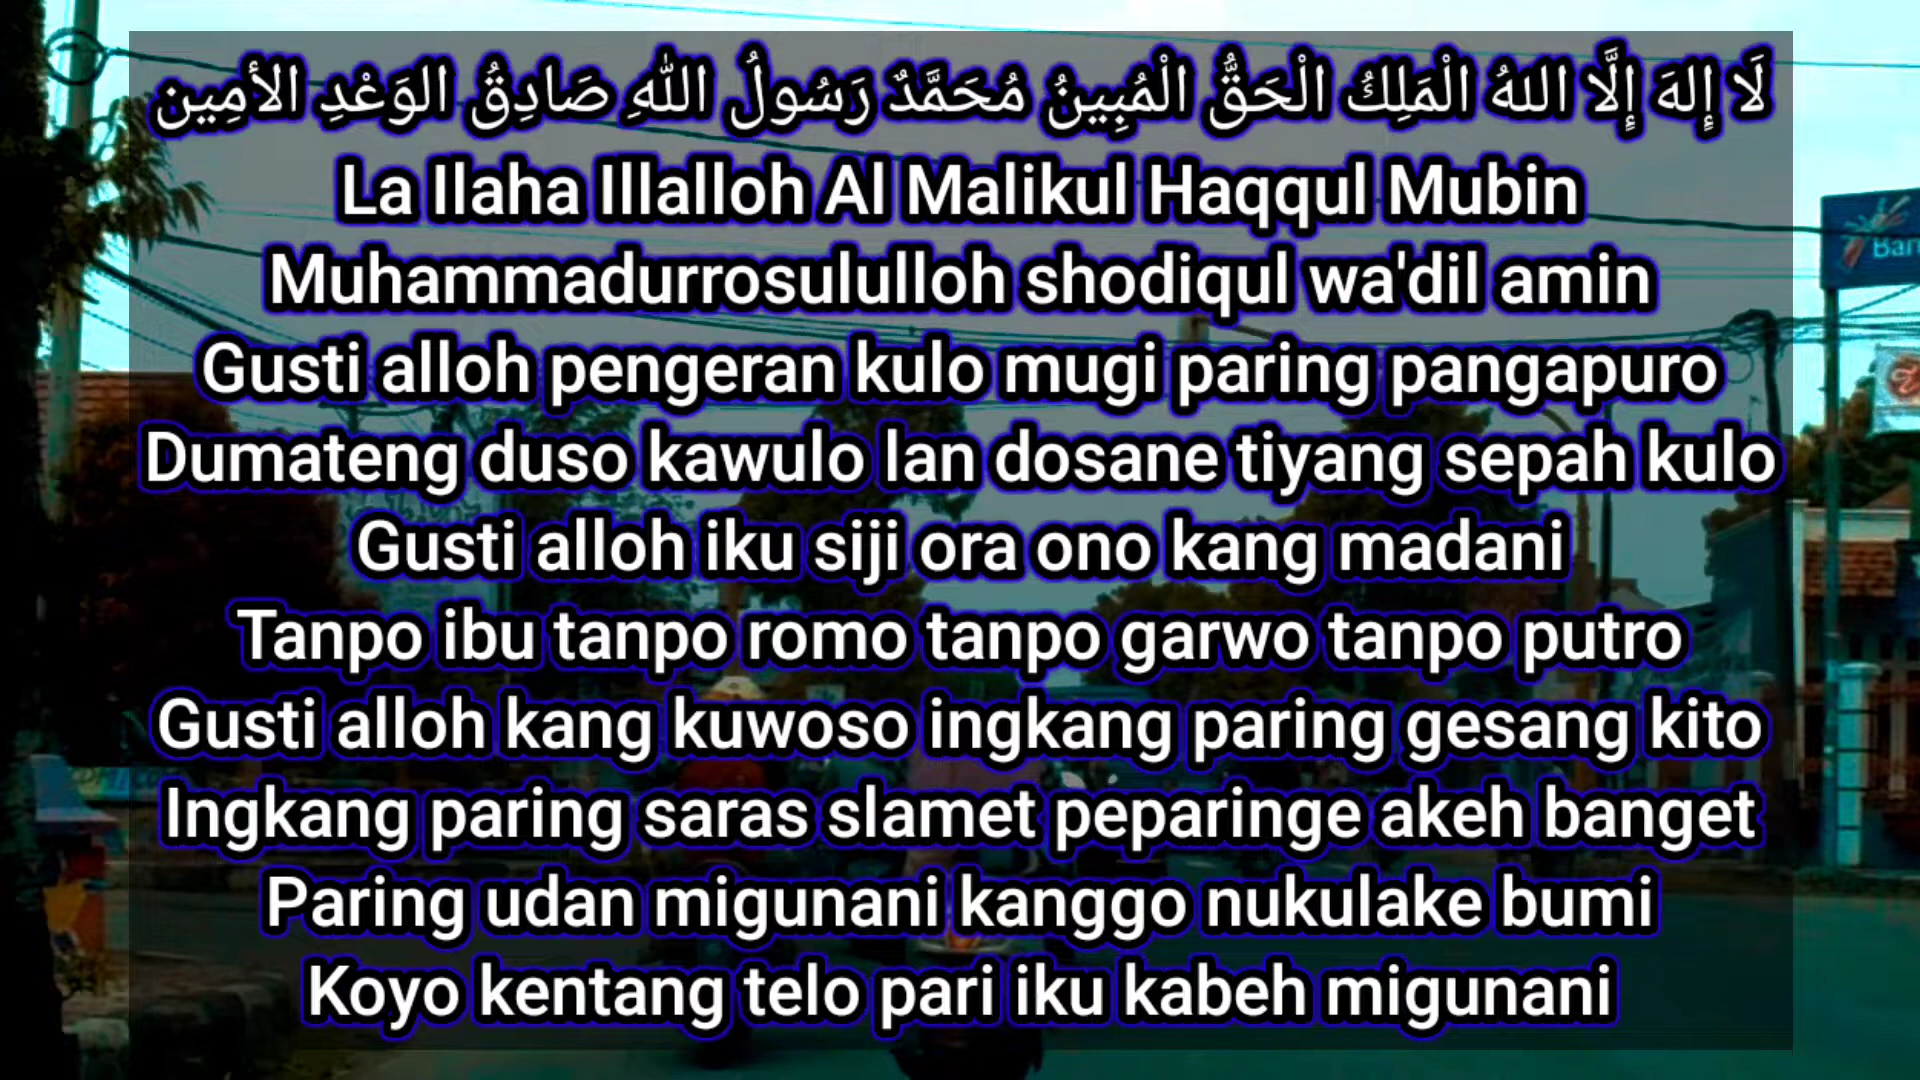 لَا إِلهَ إِلَّا اللهُ الْمَلِكُ الْحَقُّ الْمُبِينُ مُحَمَّدٌ رَسُولُ اللّٰهِ صَادِقُ الوَعْدِ الأمِين
La Ilaha Illalloh Al Malikul Haqqul Mubin
Muhammadurrosululloh shodiqul wa'dil amin
Gusti alloh pengeran kulo mugi paring pangapuro
Dumateng duso kawulo lan dosane tiyang sepah kulo
Gusti alloh iku siji ora ono kang madani
Tanpo ibu tanpo romo tanpo garwo tanpo putro
Gusti alloh kang kuwoso ingkang paring gesang kito
Ingkang paring saras slamet peparinge akeh banget
Paring udan migunani kanggo nukulake bumi
Koyo kentang telo pari iku kabeh migunani